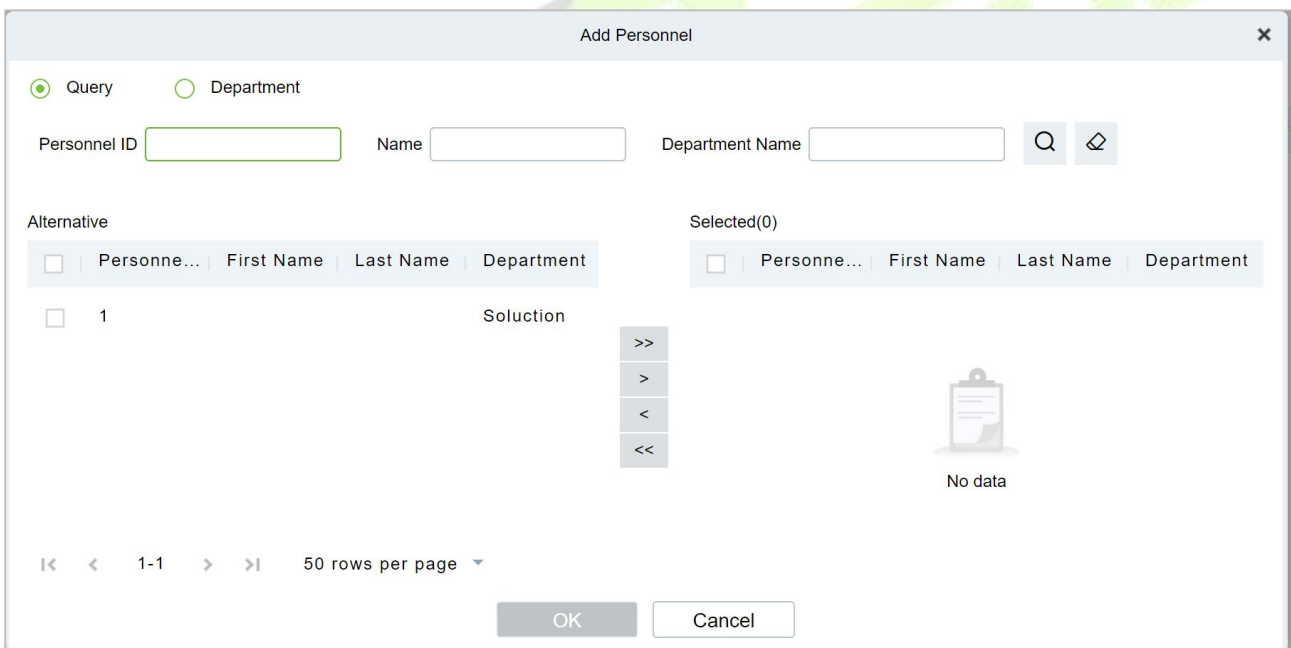 Add Personnel ×
Query Department
Personnel ID Name Department Name
Alternative Selected(0)
Personne... First Name Last Name Department Personne... First Name Last Name Department
1 Soluction
>>
>
<
<<
No data
|< < 1-1 > >| 50 rows per page
OK Cancel